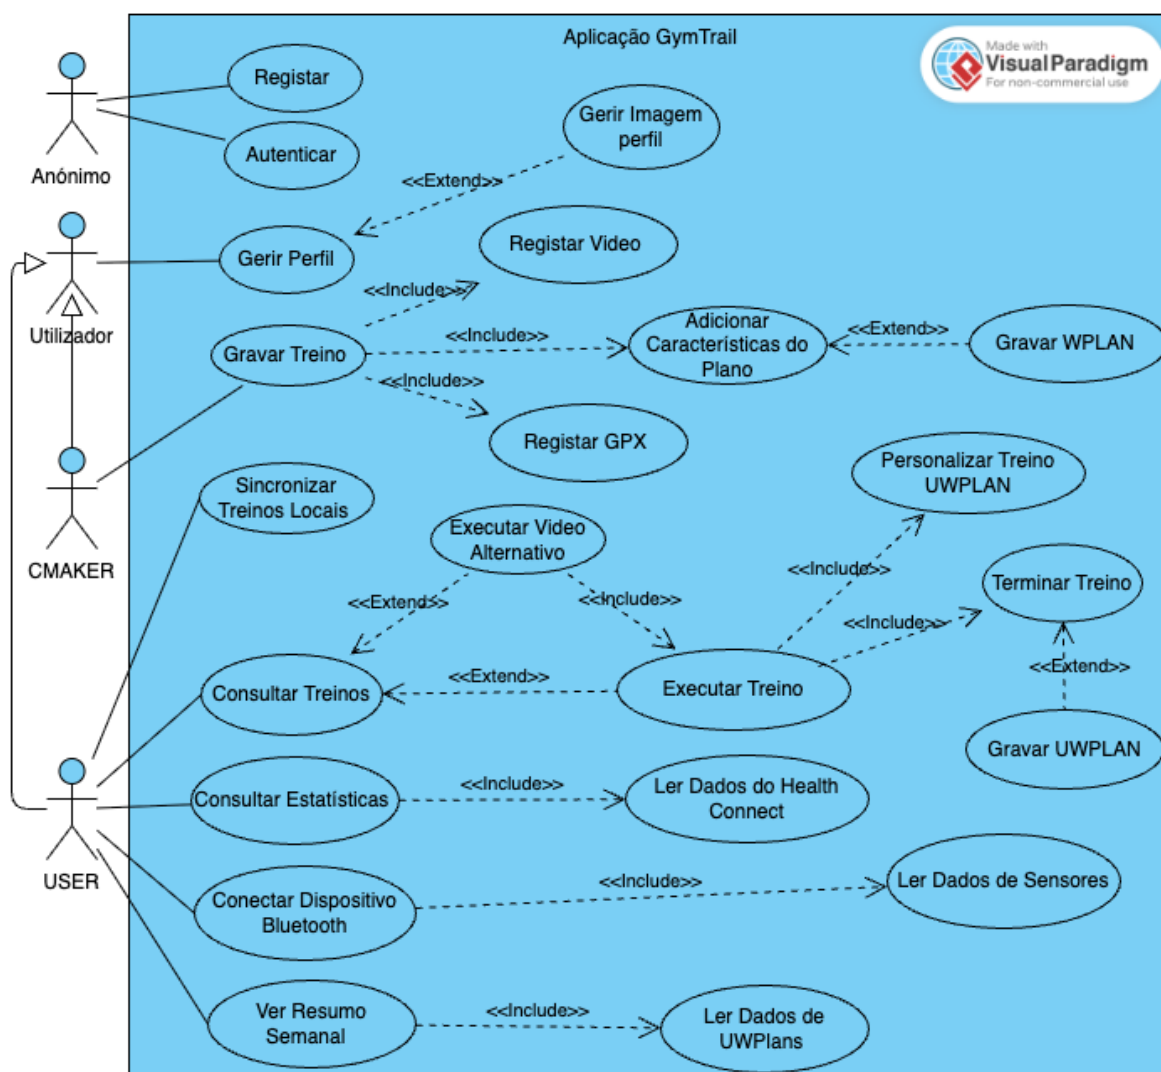 Aplicação GymTrail
Made with
VisualParadigm
For non-commercial use
Registar
Gerir Imagem
perfil
Autenticar
Anónimo
<<Extend>>
Registar Video
Gerir Perfil
<<Include>>
Utilizador
<<Include>>
Adicionar
Características do
Plano
<<Extend>>
Gravar WPLAN
Gravar Treino
<<Include>>
Registar GPX
Personalizar Treino
UWPLAN
Sincronizar
Treinos Locais
Executar Video
Alternativo
CMAKER
<<Include>>
Terminar Treino
<<Extend>>
<<Include>>
<<Include>>
<<Extend>>
Consultar Treinos
<<Extend>>
Executar Treino
Gravar UWPLAN
Consultar Estatísticas
<<Include>>
Ler Dados do Health
Connect
USER
Conectar Dispositivo
Bluetooth
<<Include>>
Ler Dados de Sensores
Ver Resumo
Semanal
<<Include>>
Ler Dados de
UWPlans